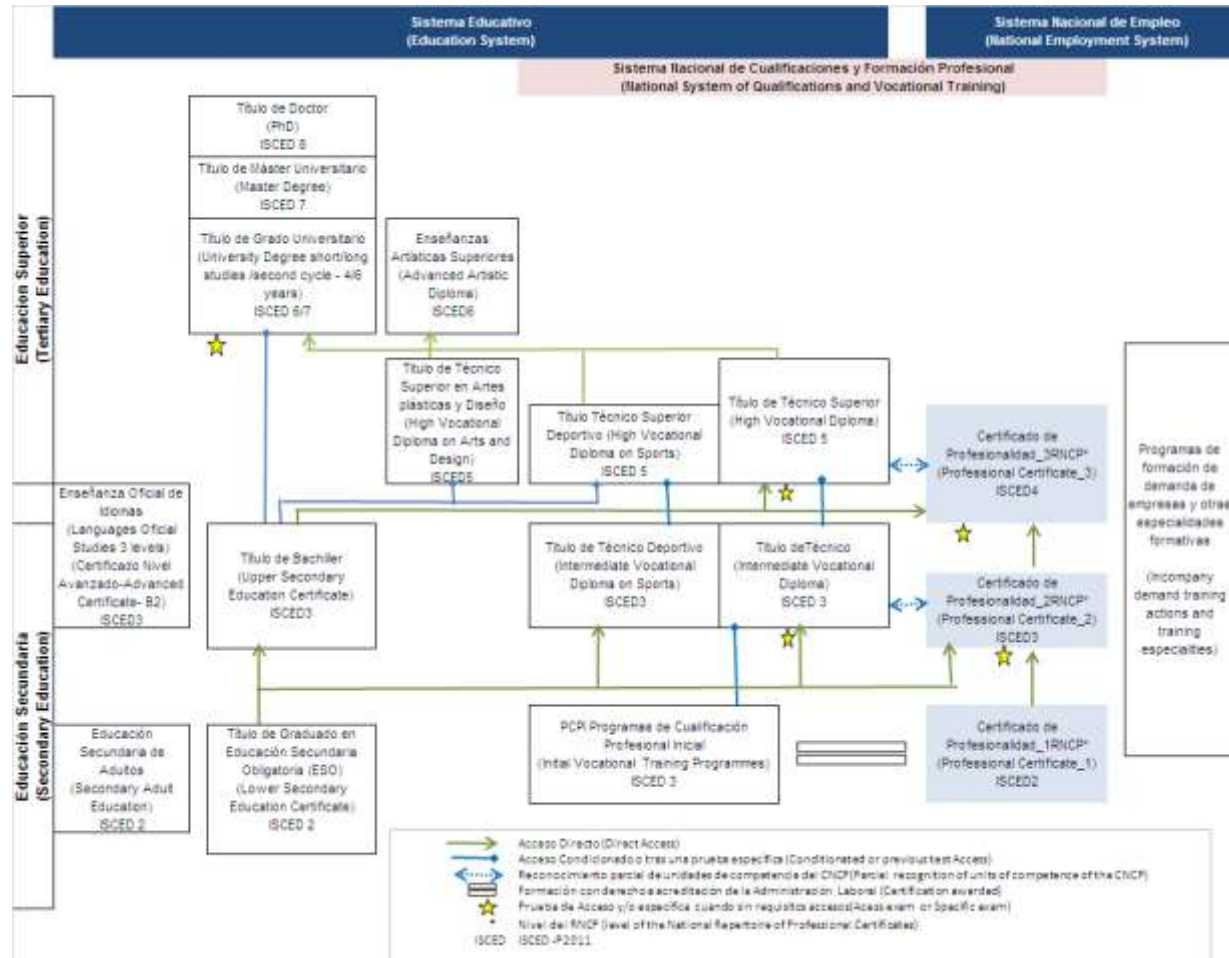 Sistema Educativo
(Education System)
Sistema Nacional de Empleo
(National Employment System)
Sistema Nacional de Cualificaciones y Formación Profesional
(National System of Qualifications and Vocational Training)
Educacion Superior
(Tertiary Education)
Título de Doctor
(PhD)
ISCED 8
Título de Máster Universitario
(Master Degree)
ISCED 7
Título de Grado Universitario
(University Degree short/long
studies /second cycle - 4/6
years)
ISCED 6/7
Enseñanzas
Artísticas Superiores
(Advanced Artistic
Diploma)
ISCED6
Título de Técnico
Superior en Artes
plásticas y Diseño
(High Vocational
Diploma on Arts and
Design)
ISCED5
Título Técnico Superior
Deportivo (High Vocational
Diploma on Sports)
ISCED 5
Título de Técnico Superior
(High Vocational Diploma)
ISCED 5
Certificado de
Profesionalidad_3RNCP*
(Professional Certificate_3)
ISCED4
Programas de
formación de
demanda de
empresas y otras
especialidades
formativas
(Incompany
demand training
actions and
training
especialties)
Educación Secundaria
(Secondary Education)
Enseñanza Oficial de
Idiomas
(Languages Oficial
Studies 3 levels)
(Certificado Nivel
Avanzado-Advanced
Certificate- B2)
ISCED3
Título de Bachiller
(Upper Secondary
Education Certificate)
ISCED3
Título de Técnico Deportivo
(Intermediate Vocational
Diploma on Sports)
ISCED3
Título deTécnico
(Intermediate Vocational
Diploma)
ISCED 3
Certificado de
Profesionalidad_2RNCP*
(Professional Certificate_2)
ISCED3
Educación
Secundaria de
Adultos
(Secondary Adult
Education)
ISCED 2
Título de Graduado en
Educación Secundaria
Obligatoria (ESO)
(Lower Secondary
Education Certificate)
ISCED 2
PCPI Programas de Cualificación
Profesional Inicial
(Initial Vocational Training Programmes)
ISCED 3
Certificado de
Profesionalidad_1RNCP*
(Professional Certificate_1)
ISCED2
Acceso Directo (Direct Access)
Acceso Condicionado o tras una prueba específica (Conditionated or previous test Access)
Reconocimiento parcial de unidades de competencia del CNCP(Parcial recognition of units of competence of the CNCP)
Formación con derecho a acreditación de la Administración Laboral (Certification awarded)
Prueba de Acceso y/o específica cuando sin requisitos accesos(Acess exam or Specific exam)
* Nivel del RNCP (level of the National Repertoire of Professional Certificates)
ISCED ISCED-P2011